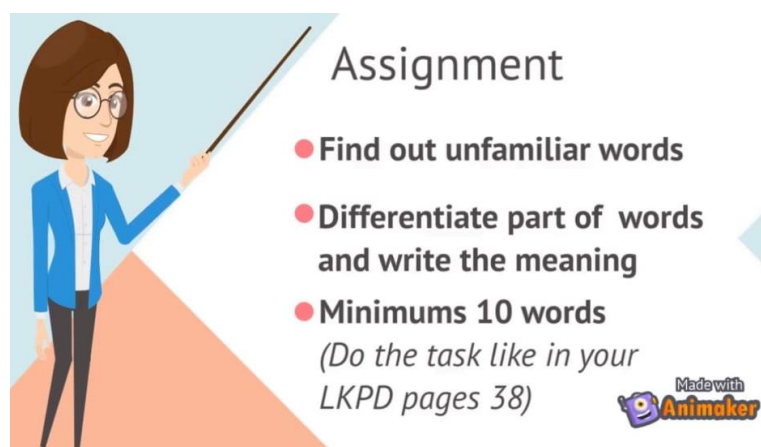 Assignment
Find out unfamiliar words
Differentiate part of words
and write the meaning
Minimums 10 words
(Do the task like in your
LKPD pages 38)
Made with
Animaker